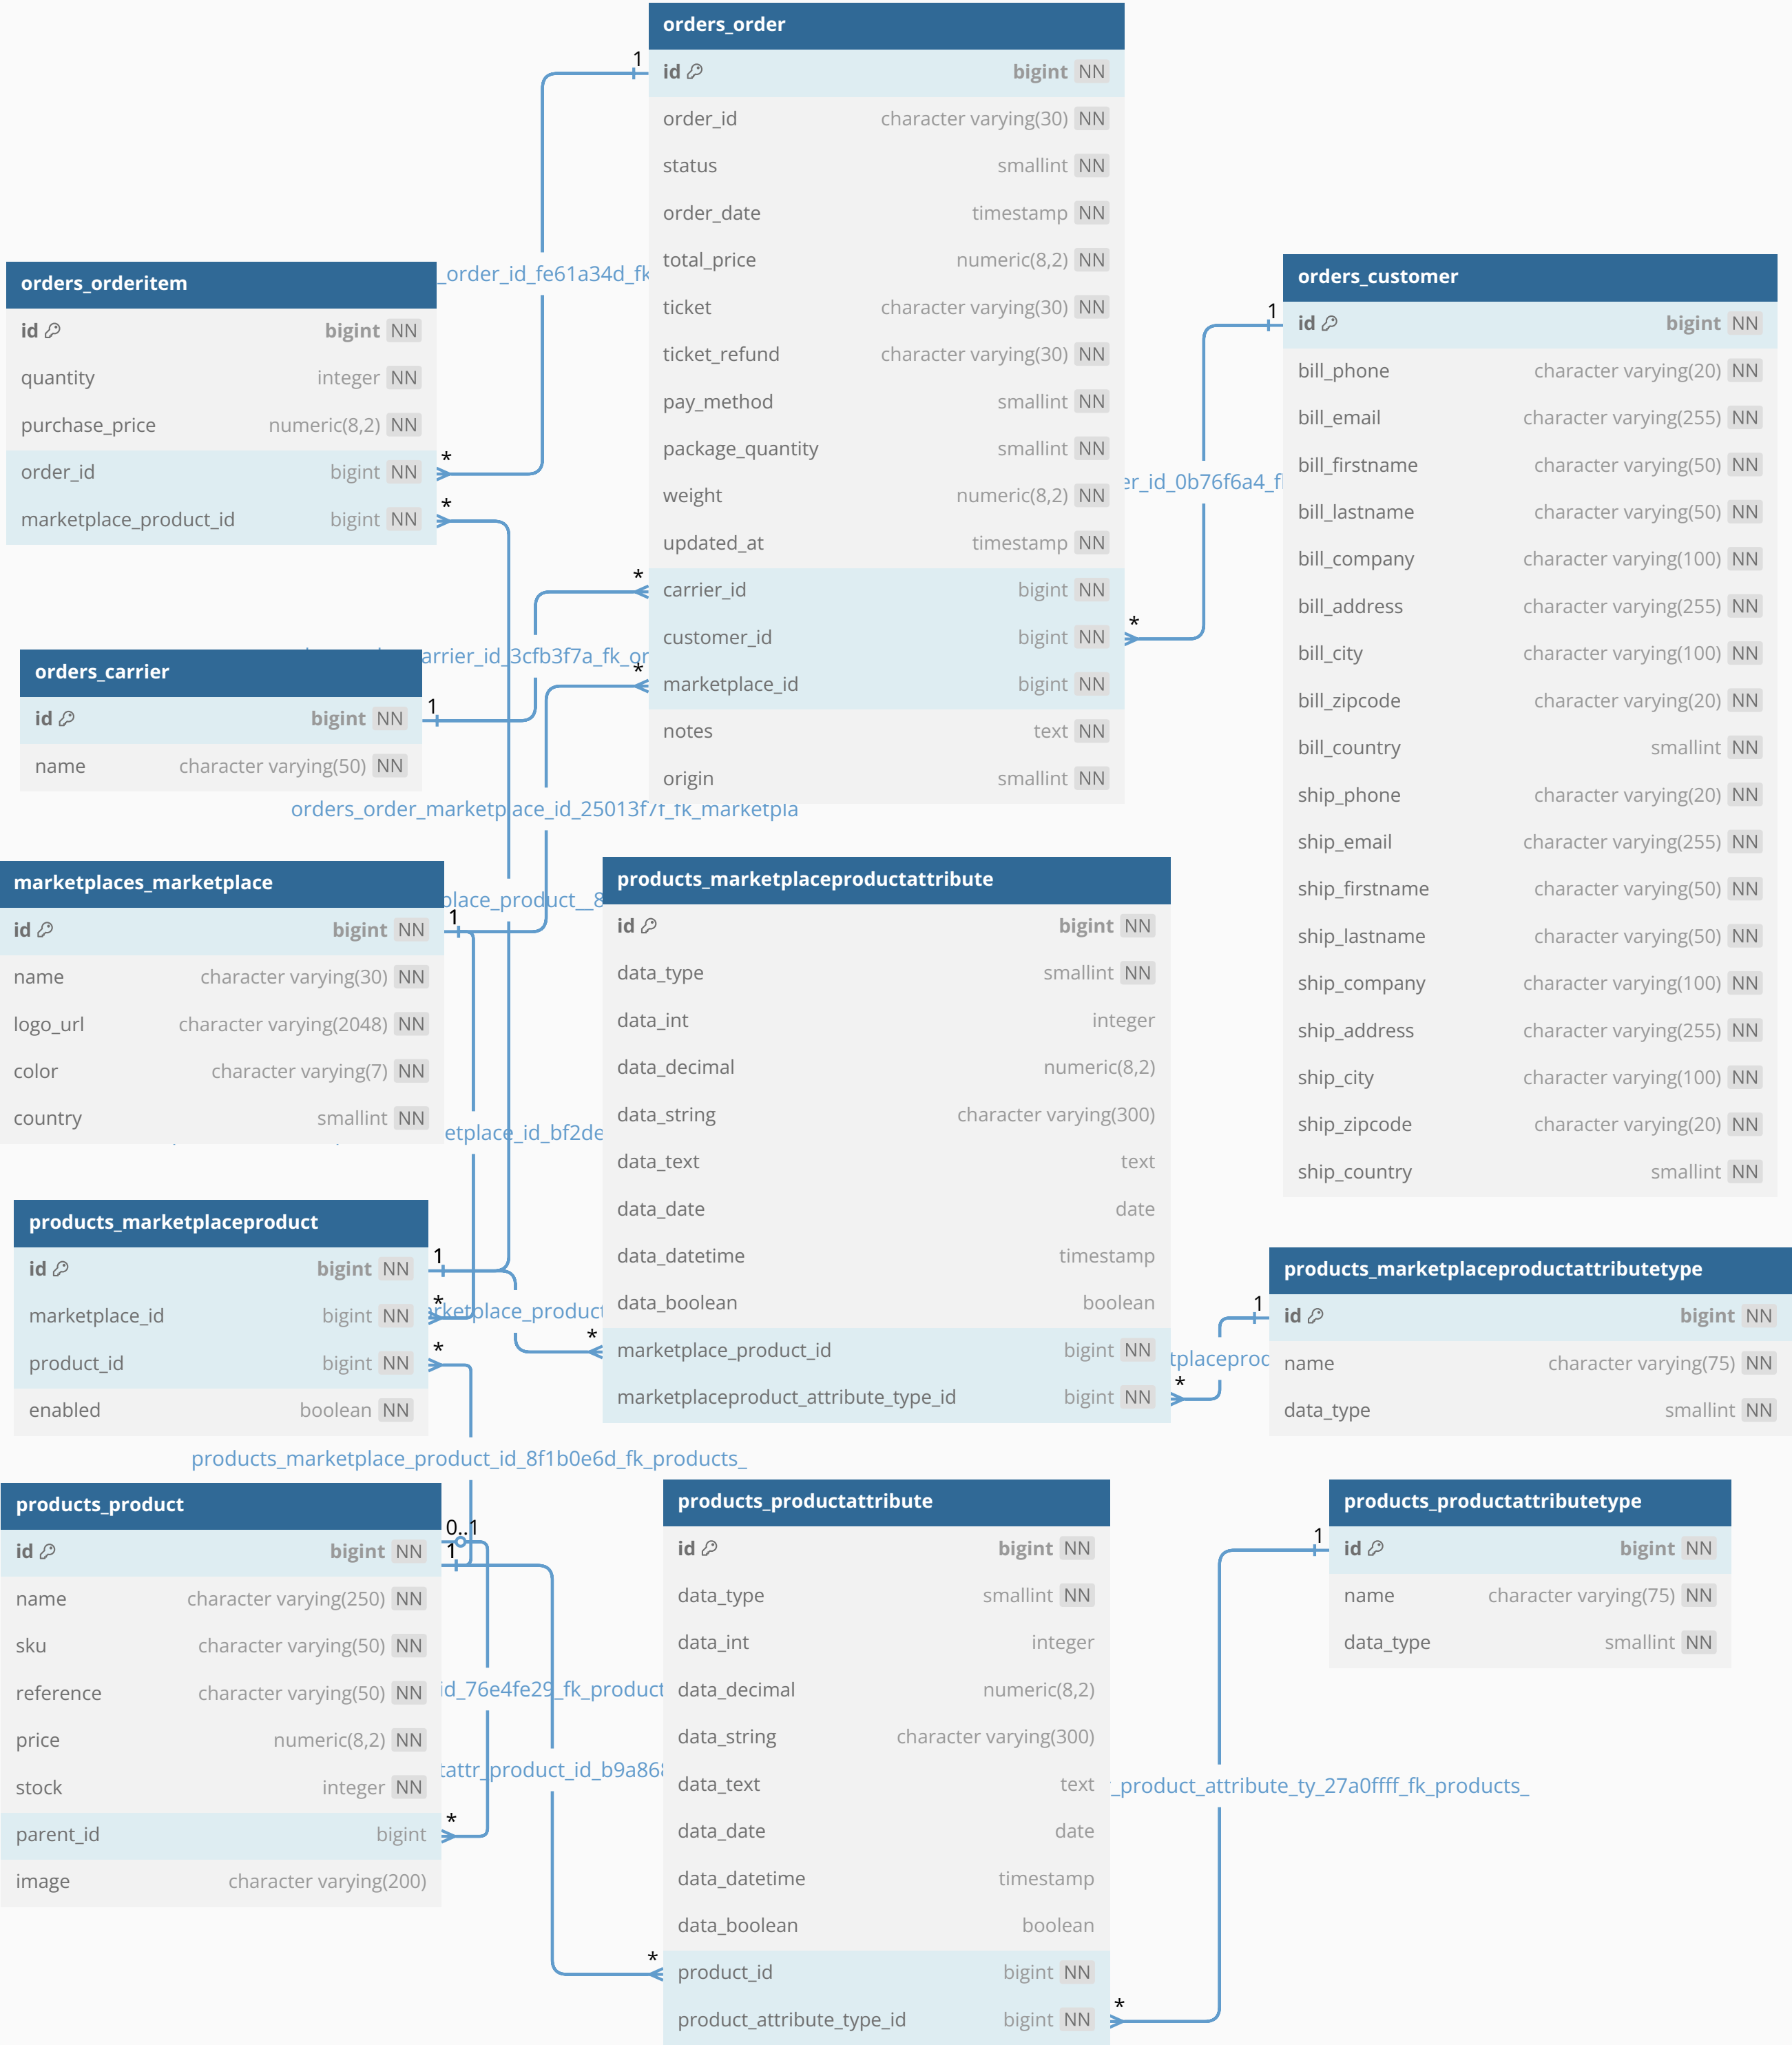 orders_order
id bigint NN
order_id character varying(30) NN
status smallint NN
order_date timestamp NN
total_price numeric(8,2) NN
ticket character varying(30) NN
ticket_refund character varying(30) NN
pay_method smallint NN
package_quantity smallint NN
weight numeric(8,2) NN
updated_at timestamp NN
carrier_id bigint NN
customer_id bigint NN
marketplace_id bigint NN
notes text NN
origin smallint NN
1
*
*
*
1
_order_id_fe61a34d_fk
orders_orderitem
id bigint NN
quantity integer NN
purchase_price numeric(8,2) NN
order_id bigint NN
marketplace_product_id bigint NN
*
*
orders_customer
id bigint NN
bill_phone character varying(20) NN
bill_email character varying(255) NN
bill_firstname character varying(50) NN
bill_lastname character varying(50) NN
bill_company character varying(100) NN
bill_address character varying(255) NN
bill_city character varying(100) NN
bill_zipcode character varying(20) NN
bill_country smallint NN
ship_phone character varying(20) NN
ship_email character varying(255) NN
ship_firstname character varying(50) NN
ship_lastname character varying(50) NN
ship_company character varying(100) NN
ship_address character varying(255) NN
ship_city character varying(100) NN
ship_zipcode character varying(20) NN
ship_country smallint NN
er_id_0b76f6a4_f
arrier_id_3cfb3f7a_fk_or
orders_carrier
id bigint NN
name character varying(50) NN
1
orders_order_marketplace_id_25013f7f_fk_marketpla
marketplaces_marketplace
id bigint NN
name character varying(30) NN
logo_url character varying(2048) NN
color character varying(7) NN
country smallint NN
1
place_product__8
etplace_id_bf2de
products_marketplaceproductattribute
id bigint NN
data_type smallint NN
data_int integer
data_decimal numeric(8,2)
data_string character varying(300)
data_text text
data_date date
data_datetime timestamp
data_boolean boolean
marketplace_product_id bigint NN
marketplaceproduct_attribute_type_id bigint NN
*
*
products_marketplaceproduct
id bigint NN
marketplace_id bigint NN
product_id bigint NN
enabled boolean NN
1
*
*
arketplace_product
tplaceprod
products_marketplaceproductattributetype
id bigint NN
name character varying(75) NN
data_type smallint NN
1
products_marketplace_product_id_8f1b0e6d_fk_products_
products_product
id bigint NN
name character varying(250) NN
sku character varying(50) NN
reference character varying(50) NN
price numeric(8,2) NN
stock integer NN
parent_id bigint
image character varying(200)
0..1
1
*
id_76e4fe29_fk_product
tattr_product_id_b9a868
products_productattribute
id bigint NN
data_type smallint NN
data_int integer
data_decimal numeric(8,2)
data_string character varying(300)
data_text text
data_date date
data_datetime timestamp
data_boolean boolean
product_id bigint NN
product_attribute_type_id bigint NN
*
*
_product_attribute_ty_27a0ffff_fk_products_
products_productattributetype
id bigint NN
name character varying(75) NN
data_type smallint NN
1